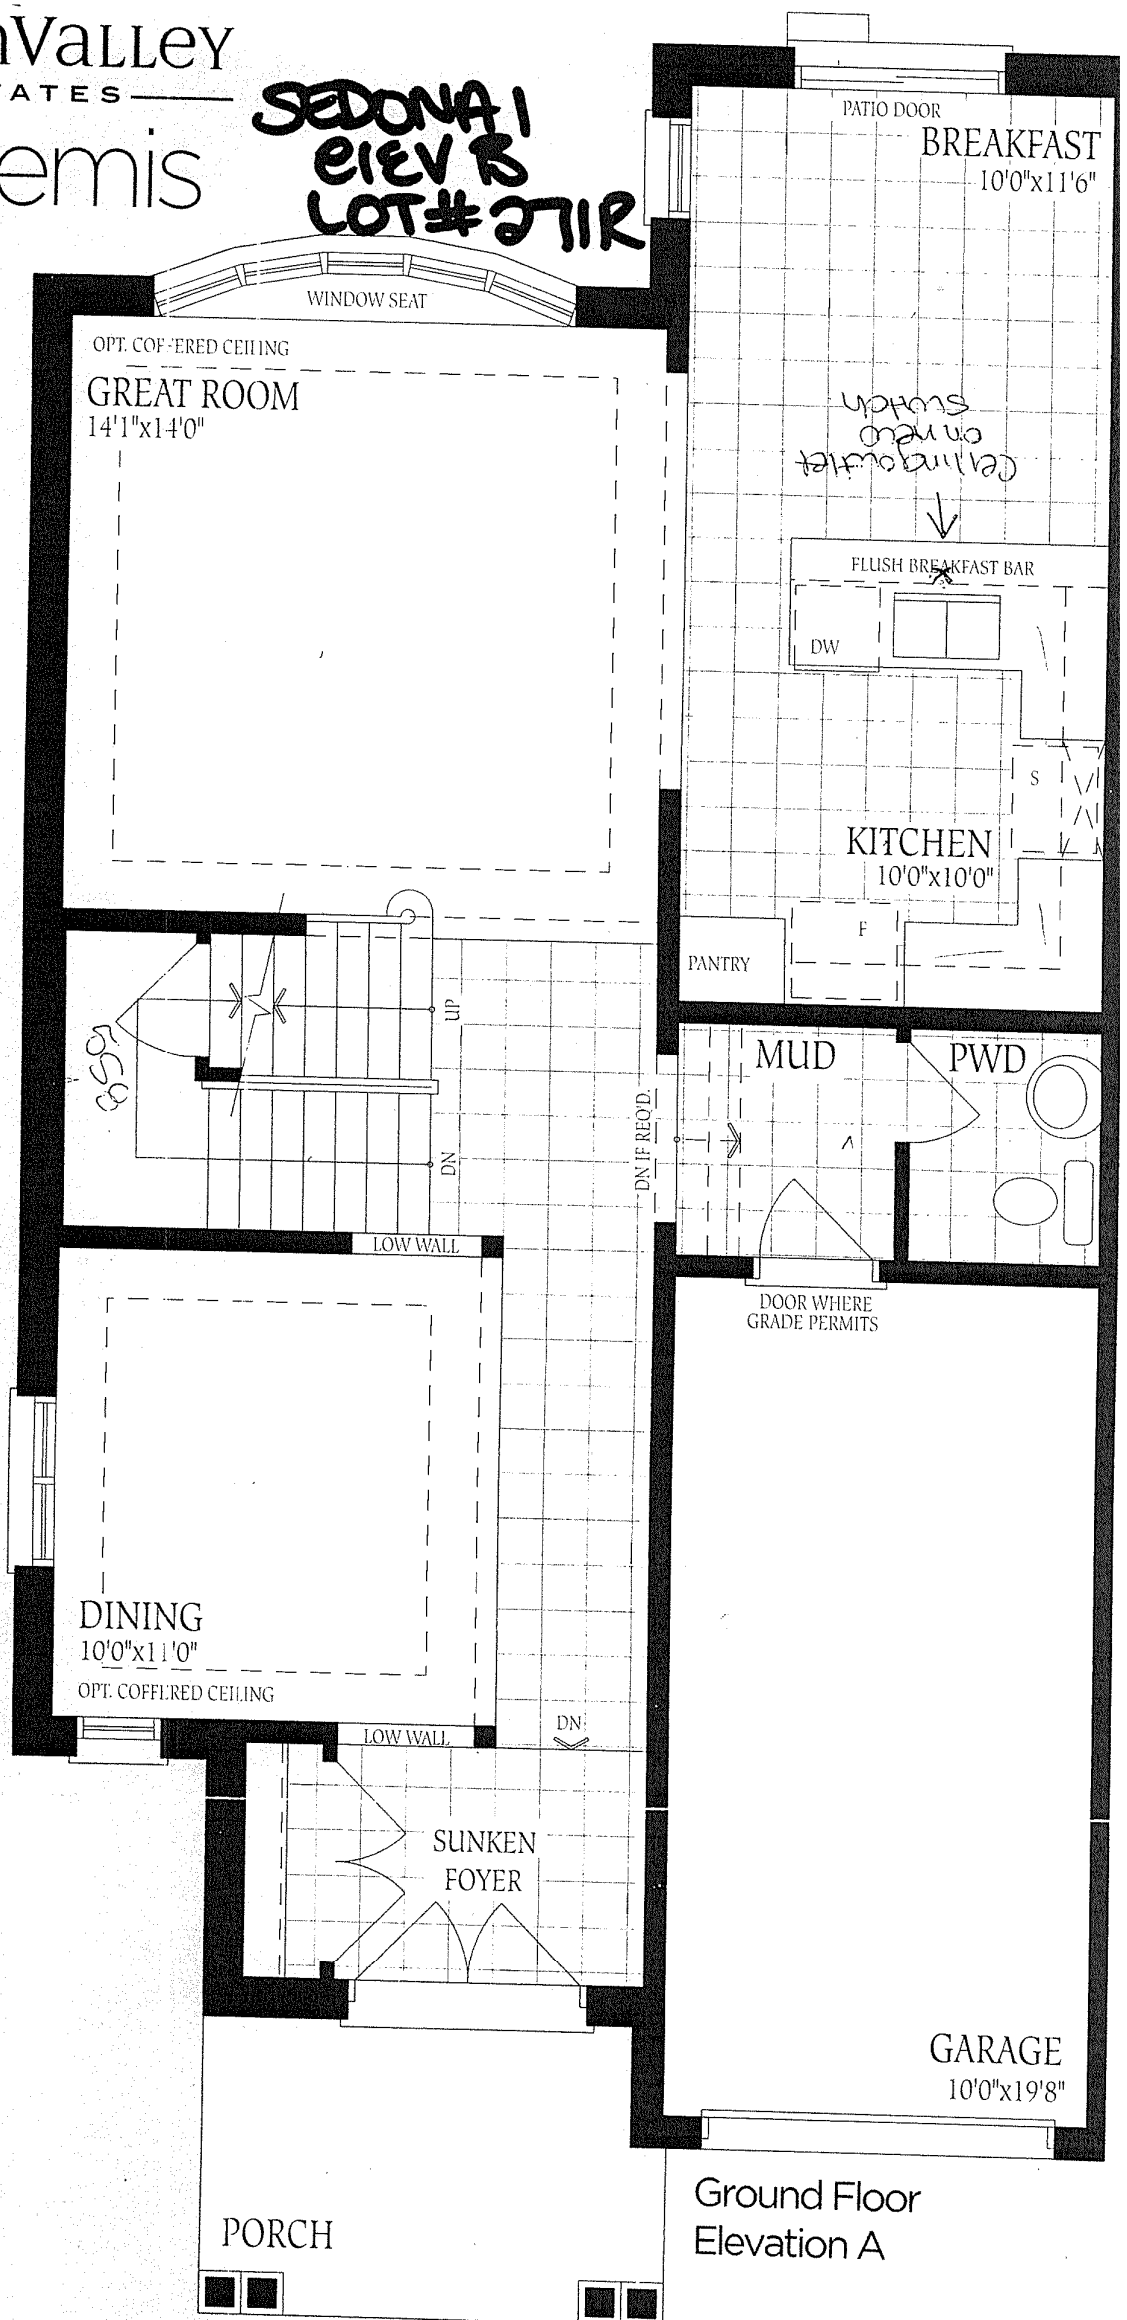 nVaLLeY
ATES
emis
SEDONA 1
elEV B
LOT# 271R
PATIO DOOR
BREAKFAST
10'0"x11'6"
WINDOW SEAT
OPT. COFFERED CEILING
GREAT ROOM
14'1"x14'0"
Ceiling outlet
on new
switch
FLUSH BREAKFAST BAR
DW
S
KITCHEN
10'0"x10'0"
F
PANTRY
UP
MUD
PWD
DN IF REQ'D.
DN
LOW WALL
DOOR WHERE
GRADE PERMITS
DINING
10'0"x11'0"
OPT. COFFERED CEILING
LOW WALL
DN
SUNKEN
FOYER
GARAGE
10'0"x19'8"
Ground Floor
Elevation A
PORCH